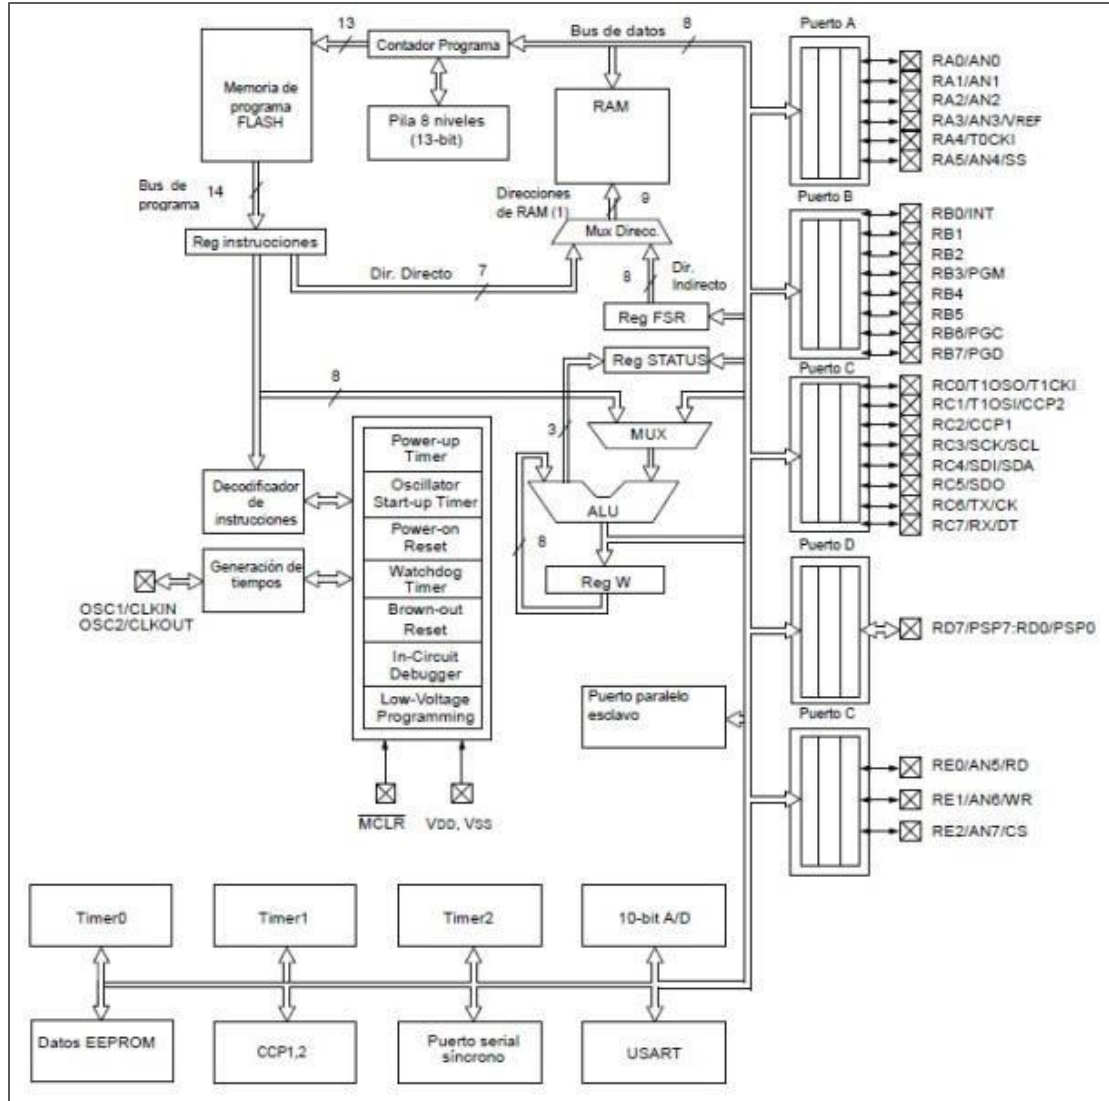 13
Contador Programa
Bus de datos
8
Memoria de
programa
FLASH
Pila 8 niveles
(13-bit)
RAM
Bus de
programa
14
Direcciones
de RAM (1)
9
Mux Direcc.
Reg instrucciones
Dir. Directo
7
8
Dir.
Indirecto
Reg FSR
Reg STATUS
8
3
MUX
ALU
8
Reg W
Decodificador
de
instrucciones
Generación de
tiempos
OSC1/CLKIN
OSC2/CLKOUT
Power-up
Timer
Oscillator
Start-up Timer
Power-on
Reset
Watchdog
Timer
Brown-out
Reset
In-Circuit
Debugger
Low-Voltage
Programming
MCLR
VDD, VSS
Puerto paralelo
esclavo
Puerto A
RA0/AN0
RA1/AN1
RA2/AN2
RA3/AN3/VREF
RA4/T0CKI
RA5/AN4/SS
Puerto B
RB0/INT
RB1
RB2
RB3/PGM
RB4
RB5
RB6/PGC
RB7/PGD
Puerto C
RC0/T1OSO/T1CKI
RC1/T1OSI/CCP2
RC2/CCP1
RC3/SCK/SCL
RC4/SDI/SDA
RC5/SDO
RC6/TX/CK
RC7/RX/DT
Puerto D
RD7/PSP7:RD0/PSP0
Puerto C
RE0/AN5/RD
RE1/AN6/WR
RE2/AN7/CS
Timer0
Timer1
Timer2
10-bit A/D
Datos EEPROM
CCP1,2
Puerto serial
síncrono
USART